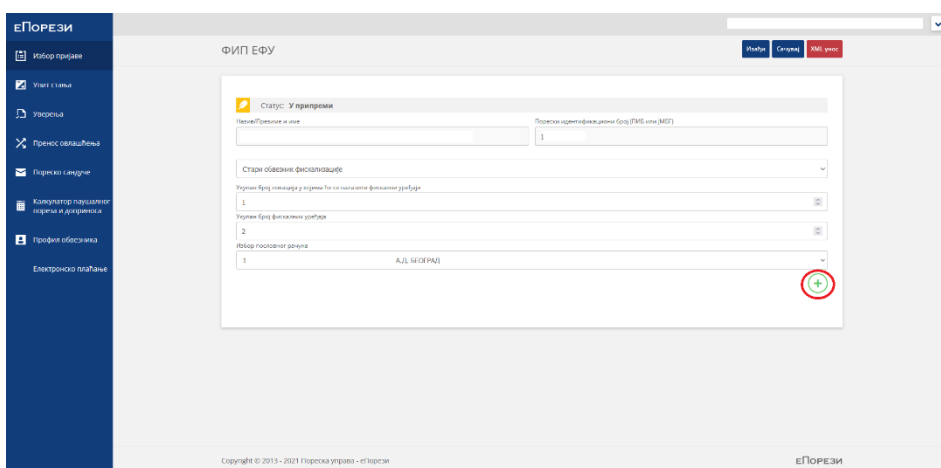 еПорези
Избор пријаве
Упит стања
Уверења
Пренос овлашћења
Пореско сандуче
Калкулатор паушалног
пореза и доприноса
Профил обвезника
Електронско плаћање
ФИП ЕФУ
Изађи Сачувај XML унос
Статус: У припреми
Назив/Презиме и име
Порески идентификациони број (ПИБ или ЈМБГ)
1
Стари обвезник фискализације
Укупан број локација у којима ће се налазити фискални уређаји
1
Укупан број фискалних уређаја
2
Избор пословног рачуна
1 А.Д. БЕОГРАД
Copyright © 2013 - 2021 Пореска управа - еПорези
еПОРЕЗИ